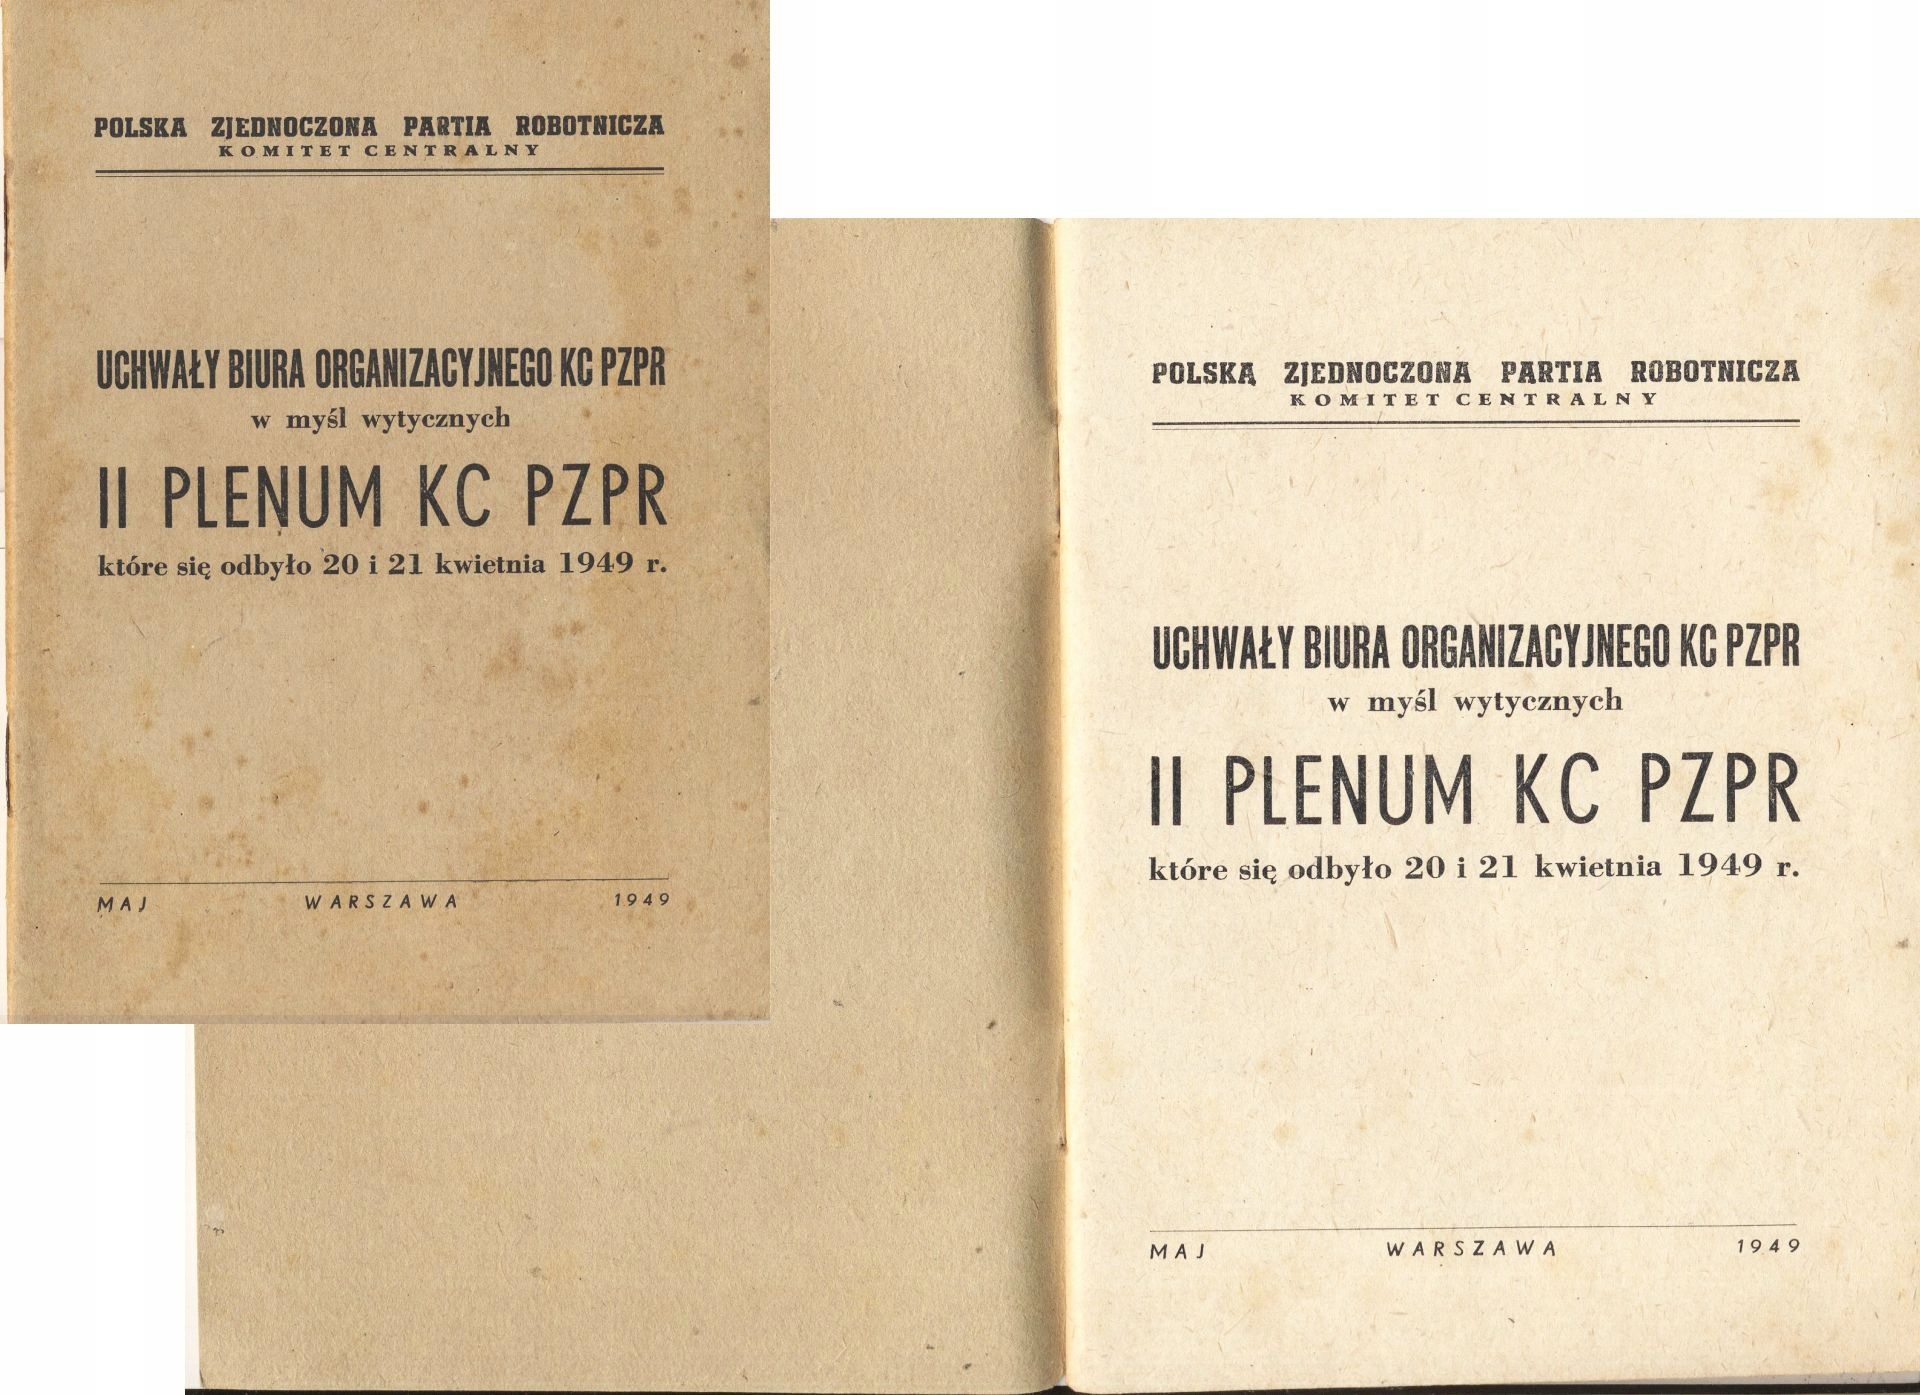 POLSKA ZJEDNOCZONA PARTIA ROBOTNICZA
KOMITET CENTRALNY
UCHWAŁY BIURA ORGANIZACYJNEGO KC PZPR
w myśl wytycznych
II PLENUM KC PZPR
które się odbyło 20 i 21 kwietnia 1949 r.
MAJ WARSZAWA 1949
POLSKA ZJEDNOCZONA PARTIA ROBOTNICZA
KOMITET CENTRALNY
UCHWAŁY BIURA ORGANIZACYJNEGO KC PZPR
w myśl wytycznych
II PLENUM KC PZPR
które się odbyło 20 i 21 kwietnia 1949 r.
MAJ WARSZAWA 1949